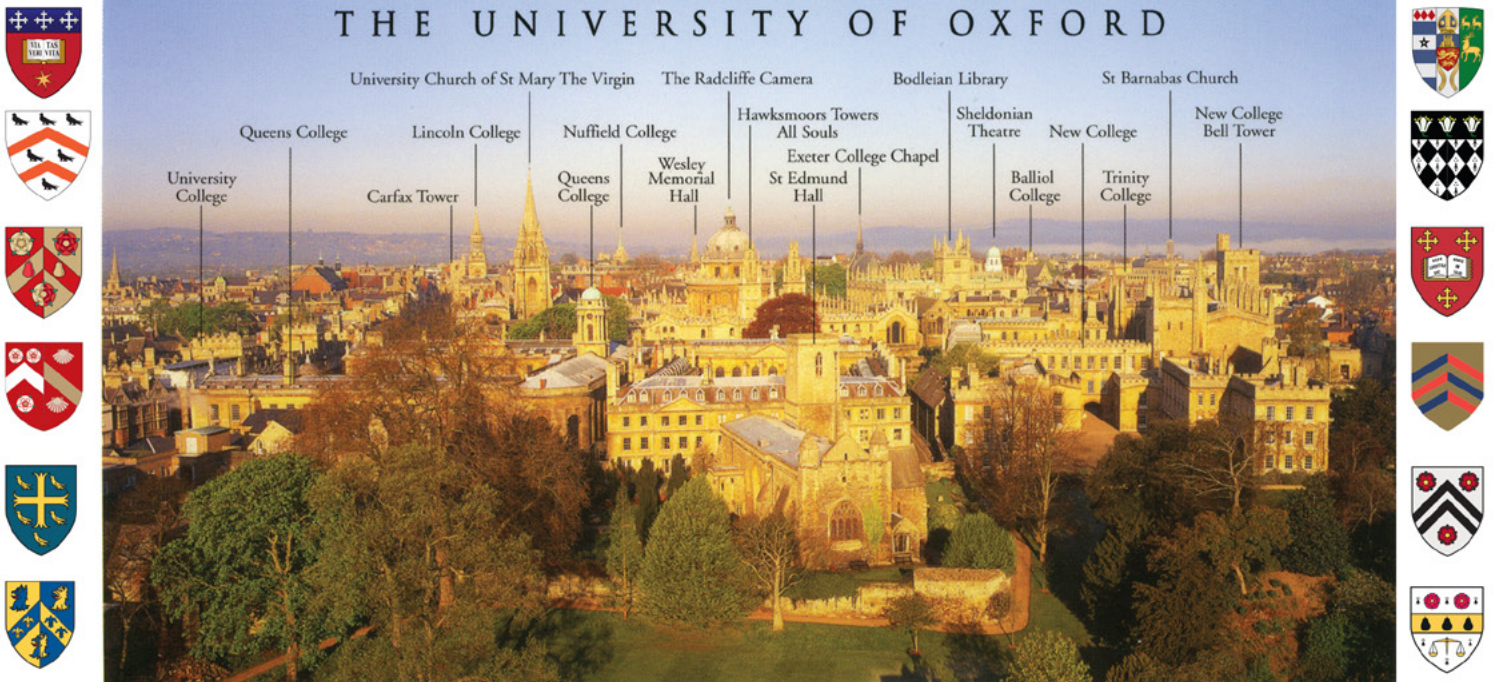 THE UNIVERSITY OF OXFORD
University Church of St Mary The Virgin
The Radcliffe Camera
Bodleian Library
St Barnabas Church
Queens College
Lincoln College
Nuffield College
Hawksmoors Towers
All Souls
Sheldonian
Theatre
New College
New College
Bell Tower
University
College
Carfax Tower
Queens
College
Wesley
Memorial
Hall
Exeter College Chapel
St Edmund
Hall
Balliol
College
Trinity
College
VIA TAS
VERI VITA